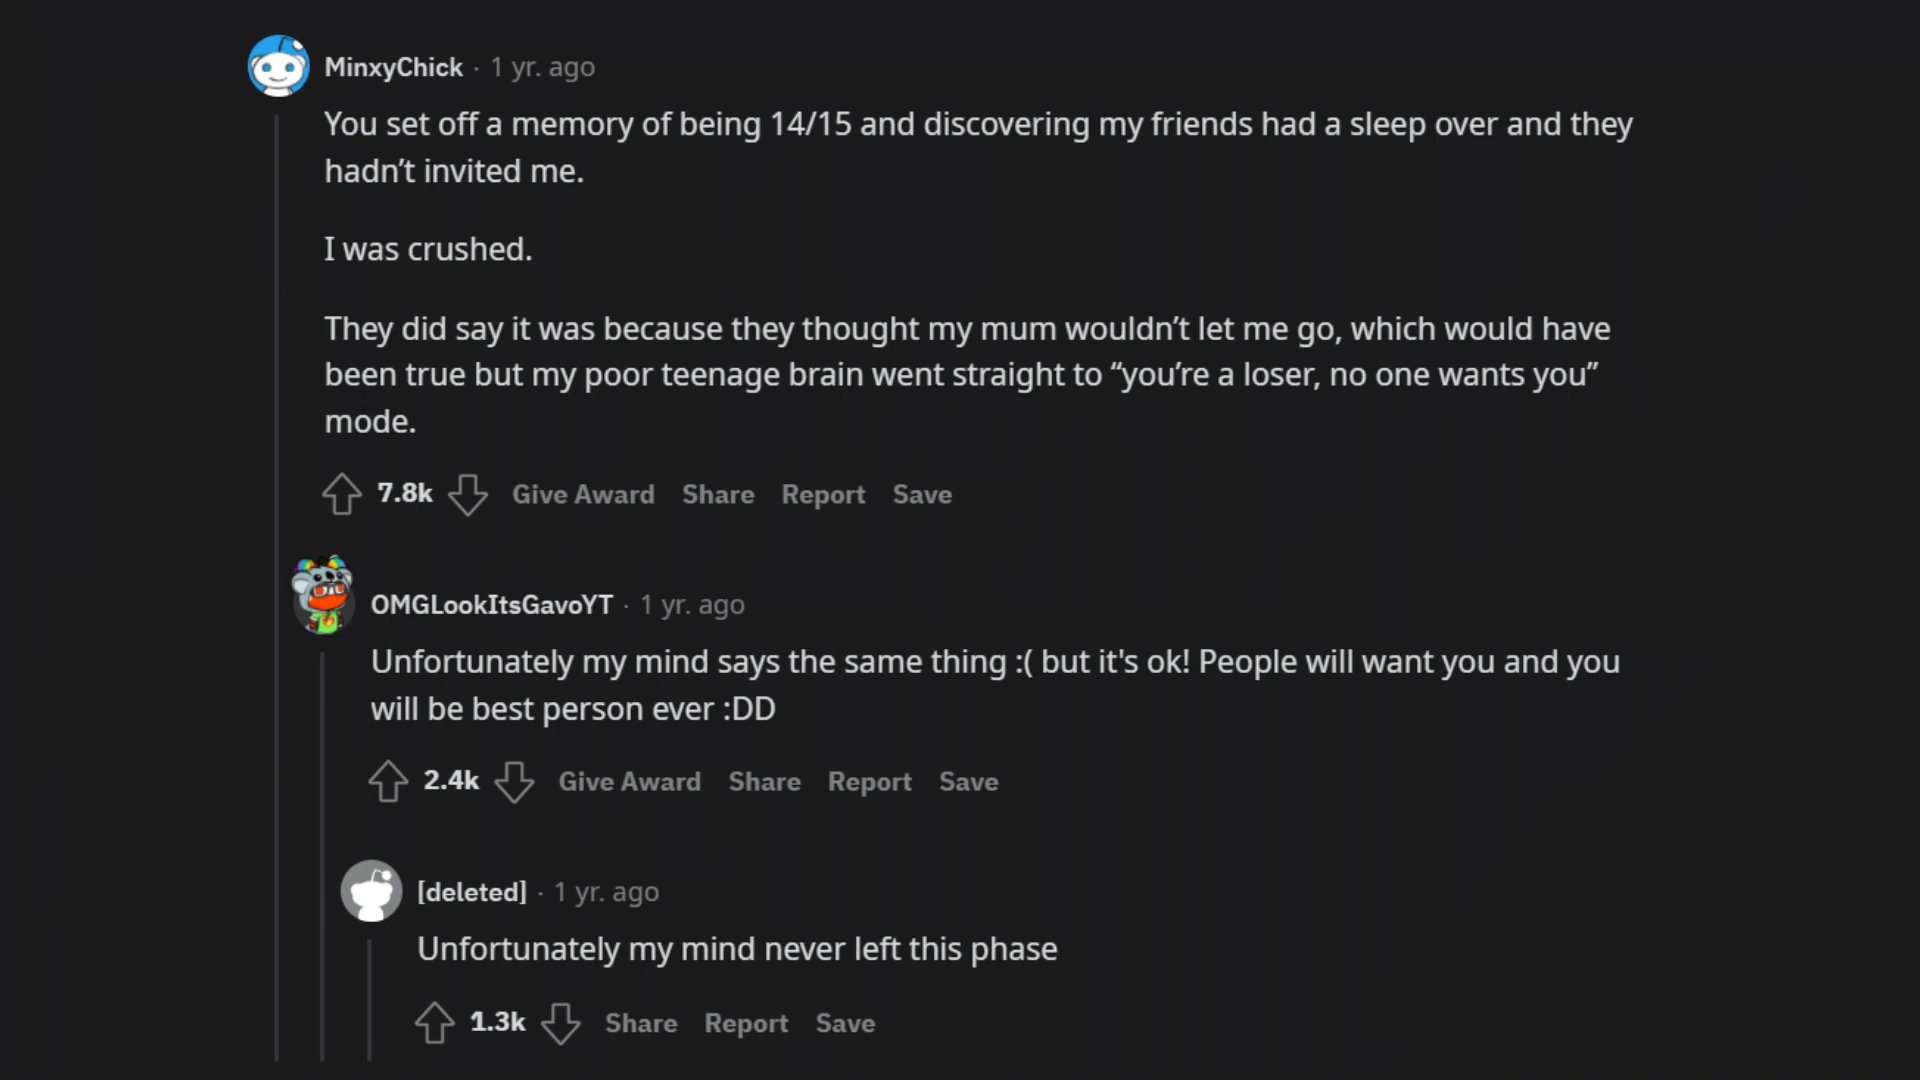 MinxyChick · 1 yr. ago
You set off a memory of being 14/15 and discovering my friends had a sleep over and they
hadn’t invited me.
I was crushed.
They did say it was because they thought my mum wouldn’t let me go, which would have
been true but my poor teenage brain went straight to “you’re a loser, no one wants you”
mode.
7.8k Give Award Share Report Save
OMGLookItsGavoYT · 1 yr. ago
Unfortunately my mind says the same thing :( but it's ok! People will want you and you
will be best person ever :DD
2.4k Give Award Share Report Save
[deleted] · 1 yr. ago
Unfortunately my mind never left this phase
1.3k Share Report Save